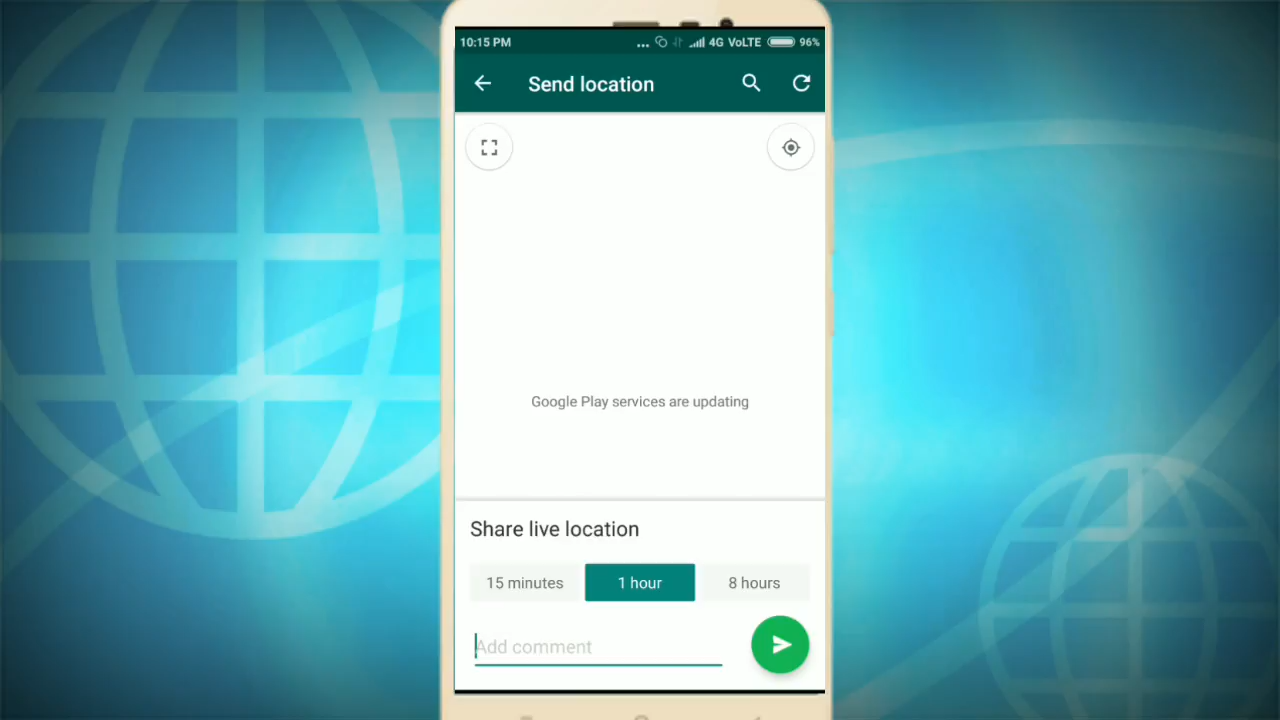 10:15 PM ... 4G VoLTE 96%
Send location
Google Play services are updating
Share live location
15 minutes 1 hour 8 hours
Add comment